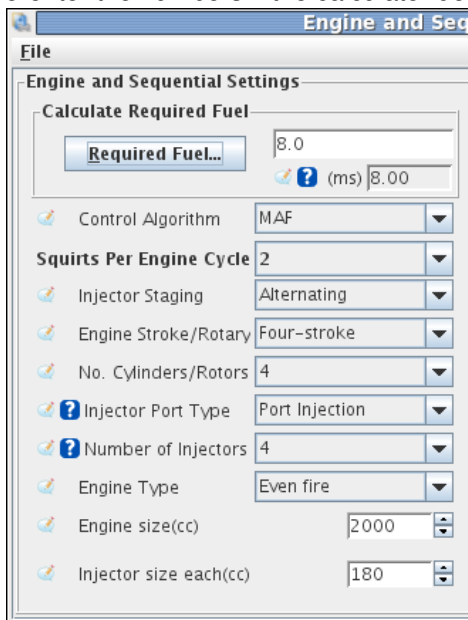 Engine and Seq
File
Engine and Sequential Settings
Calculate Required Fuel
Required Fuel... 8.0
? (ms) 8.00
Control Algorithm MAF
Squirts Per Engine Cycle 2
Injector Staging Alternating
Engine Stroke/Rotary Four-stroke
No. Cylinders/Rotors 4
? Injector Port Type Port Injection
? Number of Injectors 4
Engine Type Even fire
Engine size(cc) 2000
Injector size each(cc) 180